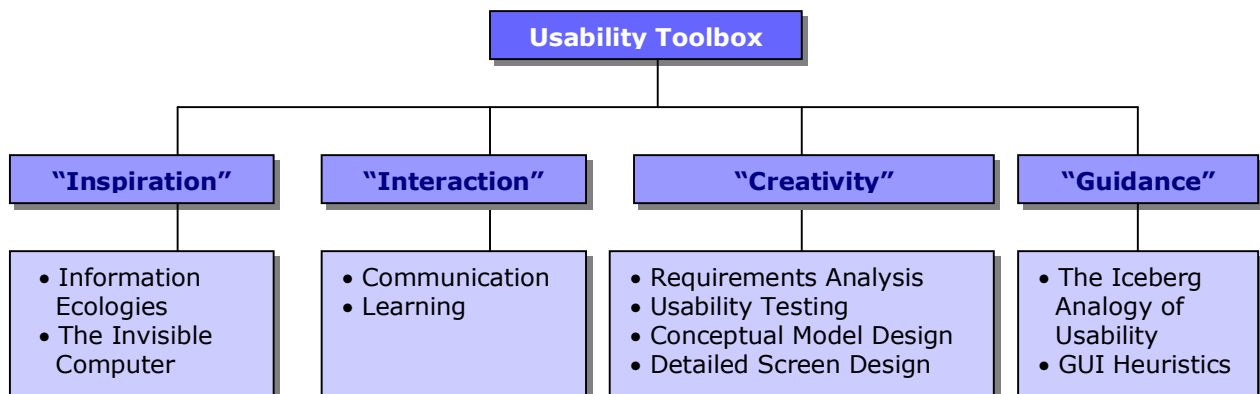 Usability Toolbox
“Inspiration”
“Interaction”
“Creativity”
“Guidance”
• Information
Ecologies
• The Invisible
Computer
• Communication
• Learning
• Requirements Analysis
• Usability Testing
• Conceptual Model Design
• Detailed Screen Design
• The Iceberg
Analogy of
Usability
• GUI Heuristics